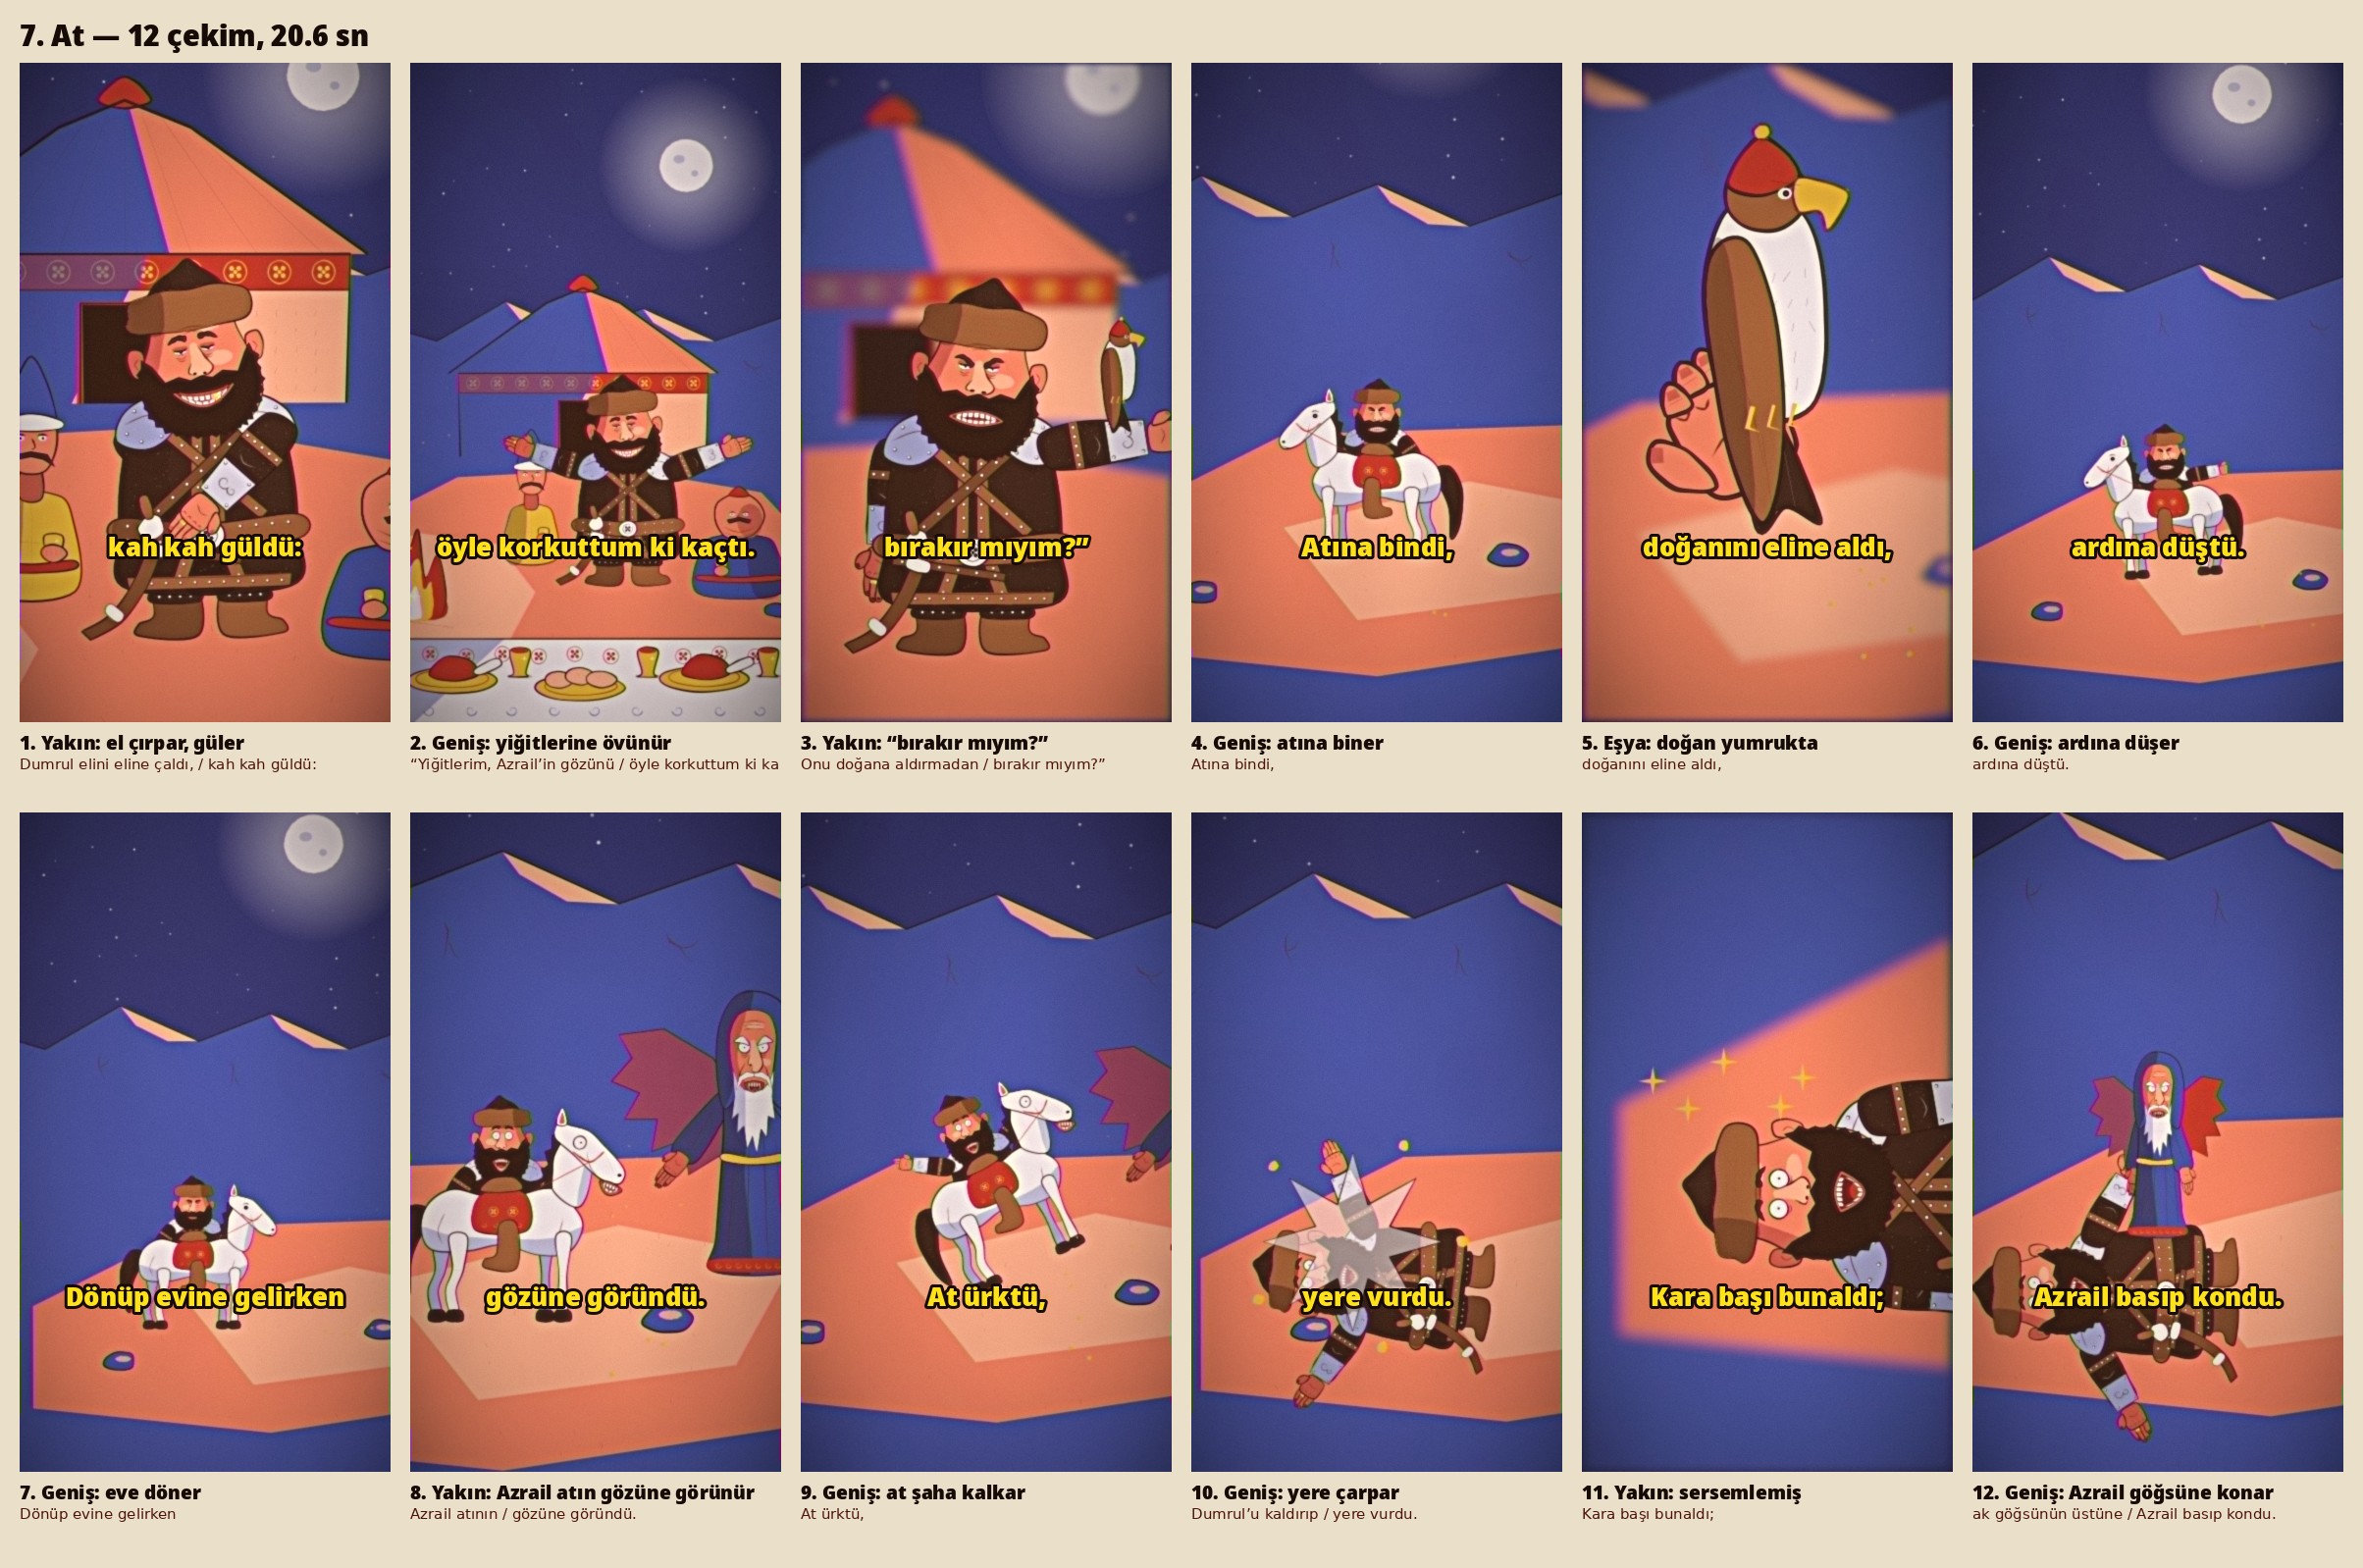 7. At — 12 çekim, 20.6 sn
kah kah güldü:
öyle korkuttum ki kaçtı.
bırakır mıyım?”
Atına bindi,
doğanını eline aldı,
ardına düştü.
1. Yakın: el çırpar, güler
Dumrul elini eline çaldı, / kah kah güldü:
2. Geniş: yiğitlerine övünür
“Yiğitlerim, Azrail’in gözünü / öyle korkuttum ki ka
3. Yakın: “bırakır mıyım?”
Onu doğana aldırmadan / bırakır mıyım?”
4. Geniş: atına biner
Atına bindi,
5. Eşya: doğan yumrukta
doğanını eline aldı,
6. Geniş: ardına düşer
ardına düştü.
Dönüp evine gelirken
gözüne göründü.
At ürktü,
yere vurdu.
Kara başı bunaldı;
Azrail basıp kondu.
7. Geniş: eve döner
Dönüp evine gelirken
8. Yakın: Azrail atın gözüne görünür
Azrail atının / gözüne göründü.
9. Geniş: at şaha kalkar
At ürktü,
10. Geniş: yere çarpar
Dumrul’u kaldırıp / yere vurdu.
11. Yakın: sersemlemiş
Kara başı bunaldı;
12. Geniş: Azrail göğsüne konar
ak göğsünün üstüne / Azrail basıp kondu.